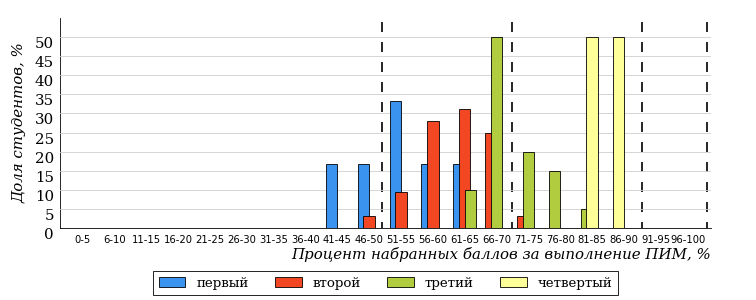 Доля студентов, %
50
45
40
35
30
25
20
15
10
5
0
0-5 6-10 11-15 16-20 21-25 26-30 31-35 36-40 41-45 46-50 51-55 56-60 61-65 66-70 71-75 76-80 81-85 86-90 91-95 96-100
Процент набранных баллов за выполнение ПИМ, %
первый второй третий четвертый